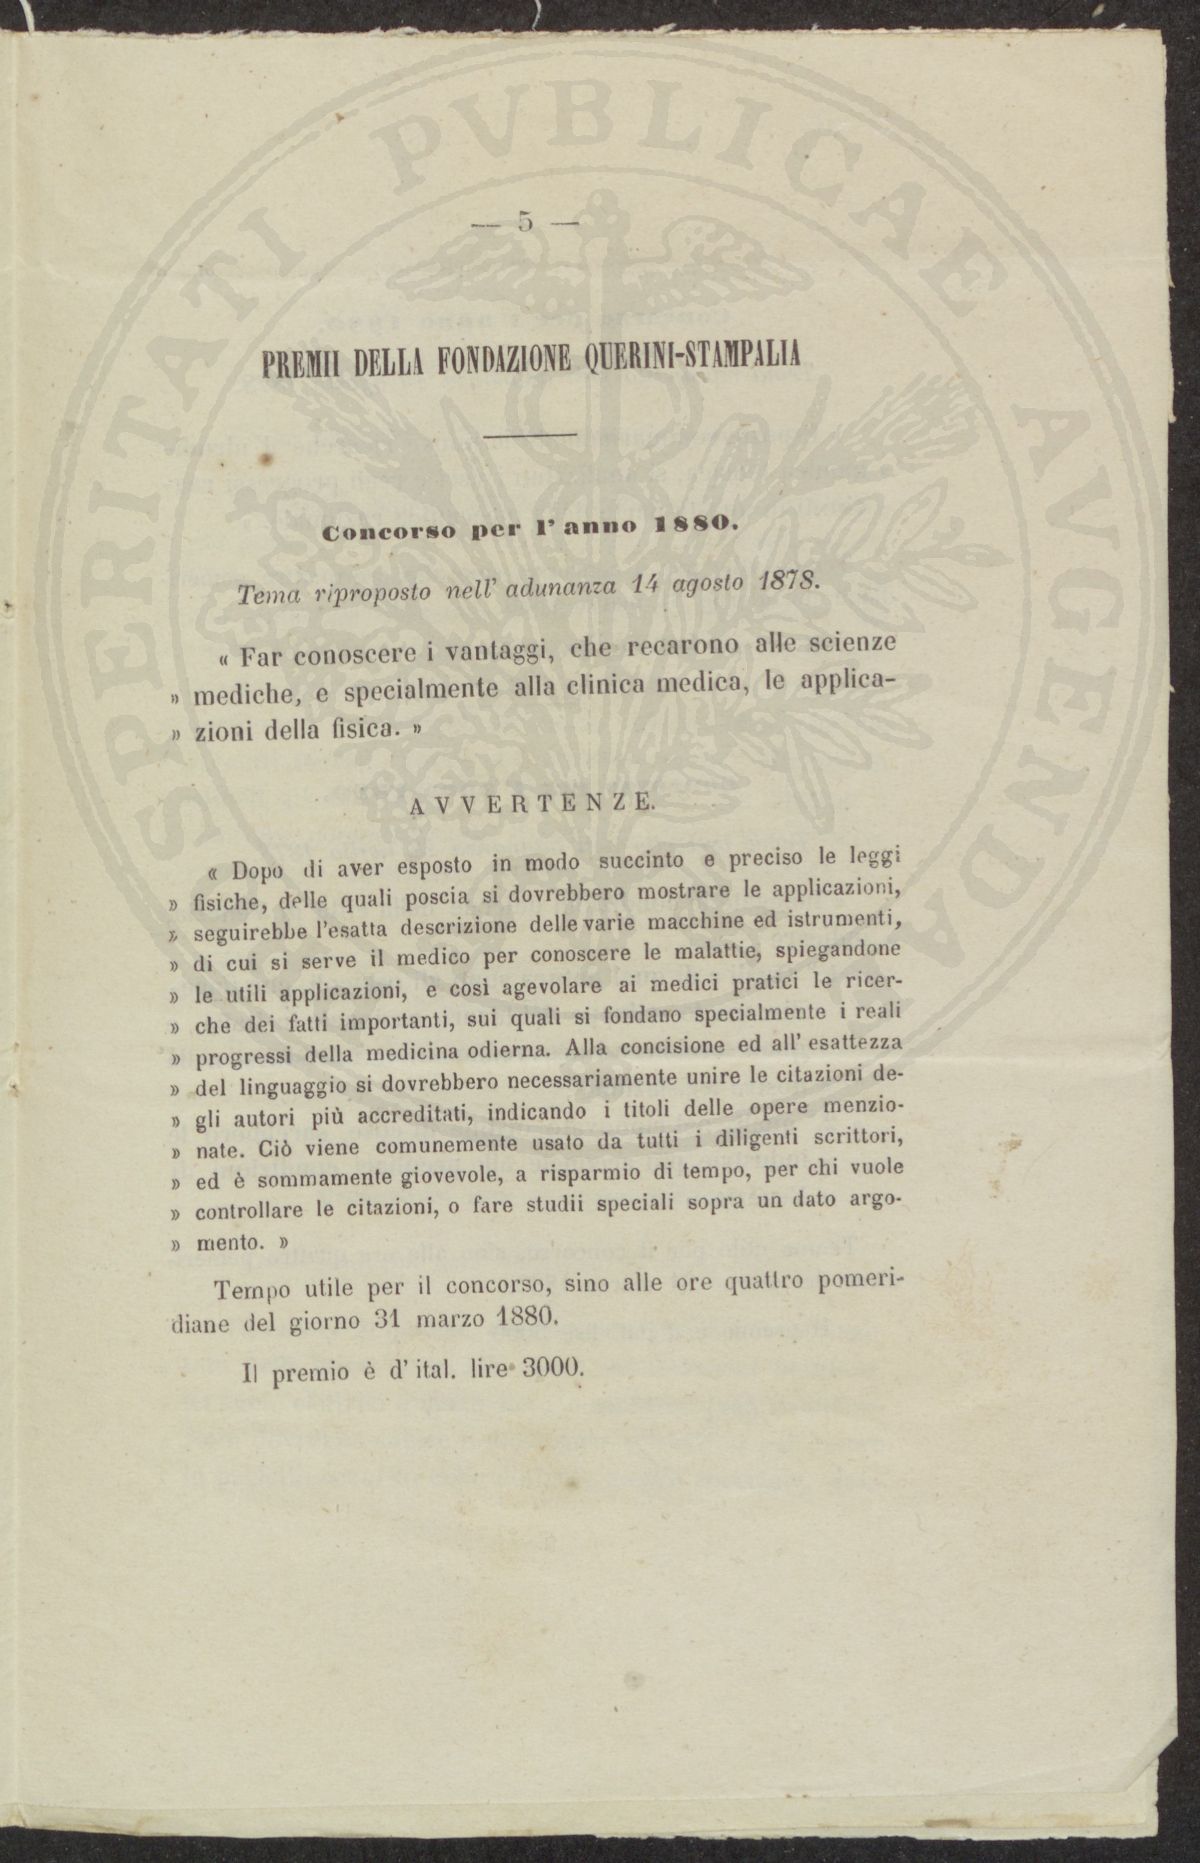 — 5 —
PREMII DELLA FONDAZIONE QUERINI-STAMPALIA
Concorso per l' anno 1880.
Tema riproposto nell' adunanza 14 agosto 1878.
« Far conoscere i vantaggi, che recarono alle scienze
» mediche, e specialmente alla clinica medica, le applica-
» zioni della fisica. »
AVVERTENZE.
« Dopo di aver esposto in modo succinto e preciso le leggi
» fisiche, delle quali poscia si dovrebbero mostrare le applicazioni,
» seguirebbe l'esatta descrizione delle varie macchine ed istrumenti,
» di cui si serve il medico per conoscere le malattie, spiegandone
» le utili applicazioni, e così agevolare ai medici pratici le ricer-
» che dei fatti importanti, sui quali si fondano specialmente i reali
» progressi della medicina odierna. Alla concisione ed all' esattezza
» del linguaggio si dovrebbero necessariamente unire le citazioni de-
» gli autori più accreditati, indicando i titoli delle opere menzio-
» nate. Ciò viene comunemente usato da tutti i diligenti scrittori,
» ed è sommamente giovevole, a risparmio di tempo, per chi vuole
» controllare le citazioni, o fare studii speciali sopra un dato argo-
» mento. »
Tempo utile per il concorso, sino alle ore quattro pomeri-
diane del giorno 31 marzo 1880.
Il premio è d' ital. lire 3000.
SPERITATI PVBLICAE AVGENDA